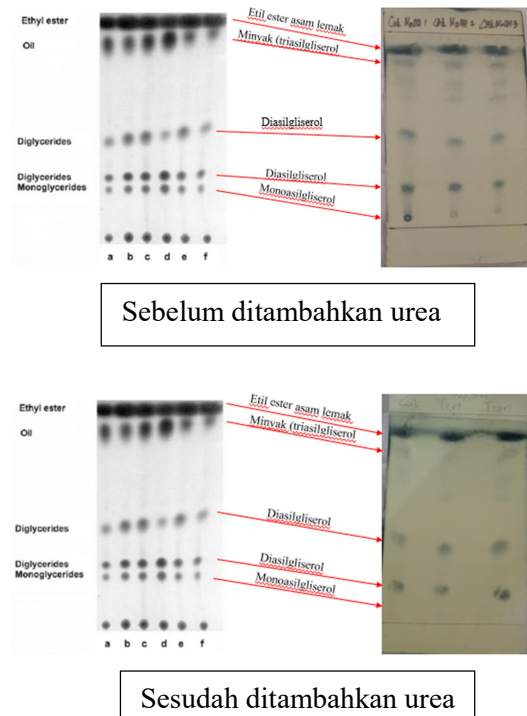 Ethyl ester
Oil
Diglycerides
Diglycerides
Monoglycerides
a b c d e f
Etil ester asam lemak
Minyak (triasilgliserol
Diasilgliserol
Diasilgliserol
Monoasilgliserol
Sebelum ditambahkan urea
Ethyl ester
Oil
Diglycerides
Diglycerides
Monoglycerides
a b c d e f
Etil ester asam lemak
Minyak (triasilgliserol
Diasilgliserol
Diasilgliserol
Monoasilgliserol
Sesudah ditambahkan urea